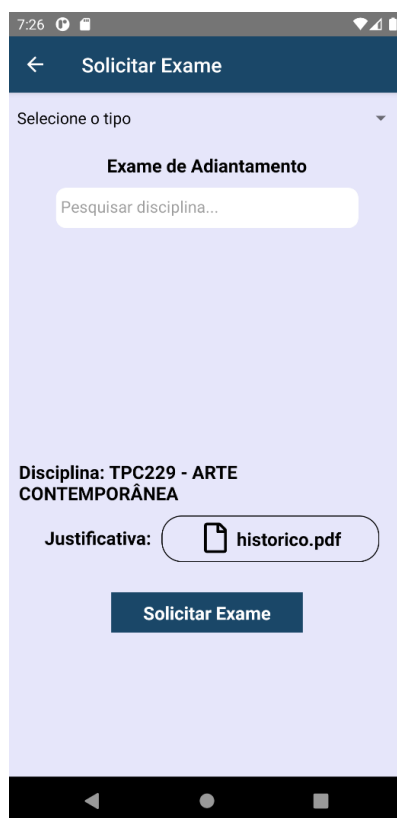 7:26
Solicitar Exame
Selecione o tipo
Exame de Adiantamento
Pesquisar disciplina...
Disciplina: TPC229 - ARTE
CONTEMPORÂNEA
Justificativa: historico.pdf
Solicitar Exame